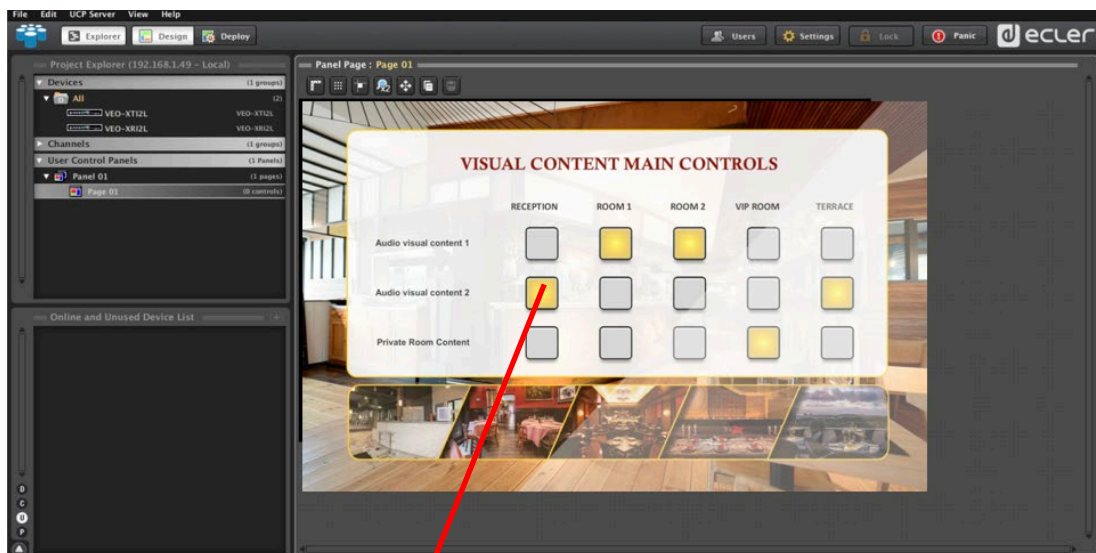 File Edit UCP Server View Help
Explorer Design Deploy Users Settings Lock Panic ecler
Project Explorer (192.168.1.49 - Local)
Devices (1 groups)
All (2)
VEO-XTI2L VEO-XTI2L
VEO-XRI2L VEO-XRI2L
Channels (1 groups)
User Control Panels (1 Panels)
Panel 01 (1 pages)
Page 01 (0 controls)
Online and Unused Device List
D
C
U
P
Panel Page : Page 01
VISUAL CONTENT MAIN CONTROLS
RECEPTION ROOM 1 ROOM 2 VIP ROOM TERRACE
Audio visual content 1
Audio visual content 2
Private Room Content